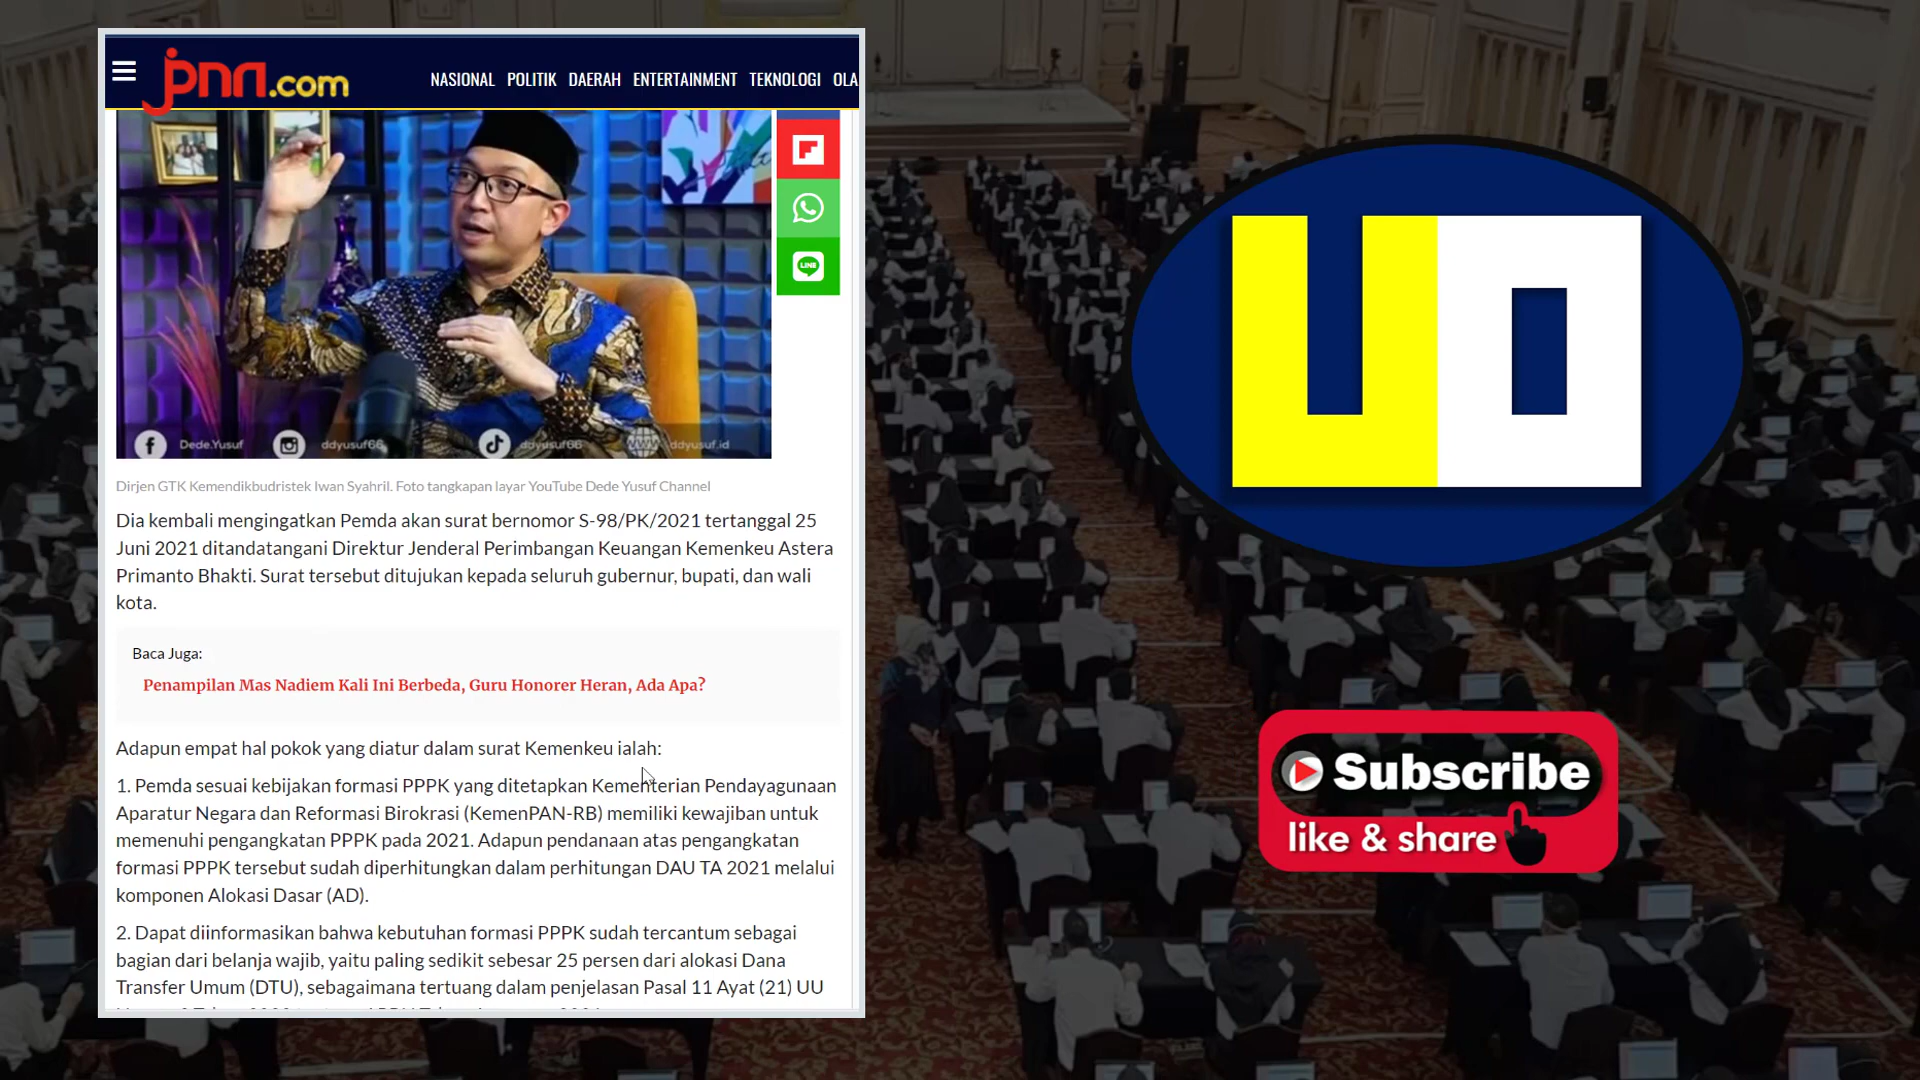 jpnn.com
NASIONAL POLITIK DAERAH ENTERTAINMENT TEKNOLOGI OLA
LINE
Dede.Yusuf ddyusuf66 ddyusuf66 ddyusuf.id
Dirjen GTK Kemendikbudristek Iwan Syahril. Foto tangkapan layar YouTube Dede Yusuf Channel
Dia kembali mengingatkan Pemda akan surat bernomor S-98/PK/2021 tertanggal 25
Juni 2021 ditandatangani Direktur Jenderal Perimbangan Keuangan Kemenkeu Astera
Primanto Bhakti. Surat tersebut ditujukan kepada seluruh gubernur, bupati, dan wali
kota.
Baca Juga:
Penampilan Mas Nadiem Kali Ini Berbeda, Guru Honorer Heran, Ada Apa?
Adapun empat hal pokok yang diatur dalam surat Kemenkeu ialah:
1. Pemda sesuai kebijakan formasi PPPK yang ditetapkan Kementerian Pendayagunaan
Aparatur Negara dan Reformasi Birokrasi (KemenPAN-RB) memiliki kewajiban untuk
memenuhi pengangkatan PPPK pada 2021. Adapun pendanaan atas pengangkatan
formasi PPPK tersebut sudah diperhitungkan dalam perhitungan DAU TA 2021 melalui
komponen Alokasi Dasar (AD).
2. Dapat diinformasikan bahwa kebutuhan formasi PPPK sudah tercantum sebagai
bagian dari belanja wajib, yaitu paling sedikit sebesar 25 persen dari alokasi Dana
Transfer Umum (DTU), sebagaimana tertuang dalam penjelasan Pasal 11 Ayat (21) UU
UO
Subscribe
like & share